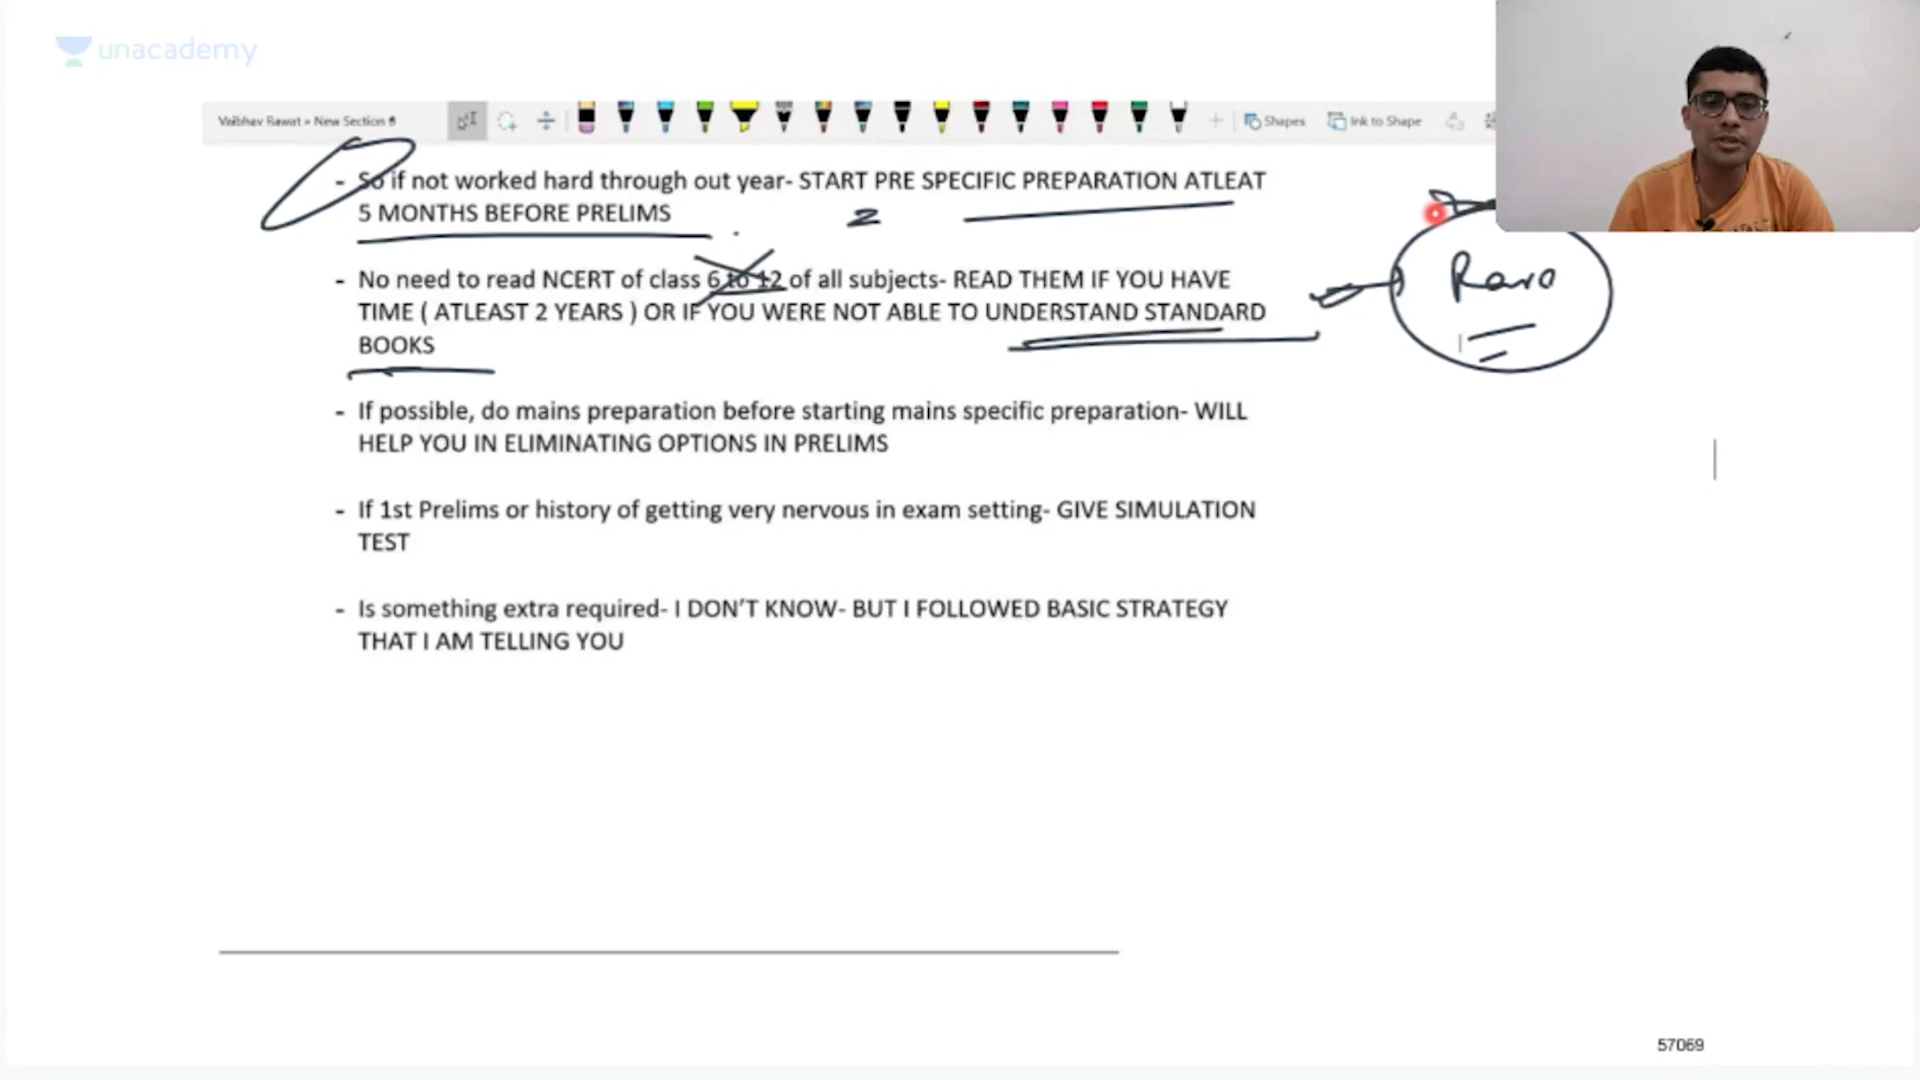 unacademy
Vaibhav Rawat » New Section 6
Shapes
Ink to Shape
- So if not worked hard through out year- START PRE SPECIFIC PREPARATION ATLEAT
5 MONTHS BEFORE PRELIMS
2
- No need to read NCERT of class 6 to 12 of all subjects- READ THEM IF YOU HAVE
TIME ( ATLEAST 2 YEARS ) OR IF YOU WERE NOT ABLE TO UNDERSTAND STANDARD
BOOKS
- If possible, do mains preparation before starting mains specific preparation- WILL
HELP YOU IN ELIMINATING OPTIONS IN PRELIMS
- If 1st Prelims or history of getting very nervous in exam setting- GIVE SIMULATION
TEST
- Is something extra required- I DON'T KNOW- BUT I FOLLOWED BASIC STRATEGY
THAT I AM TELLING YOU
57069